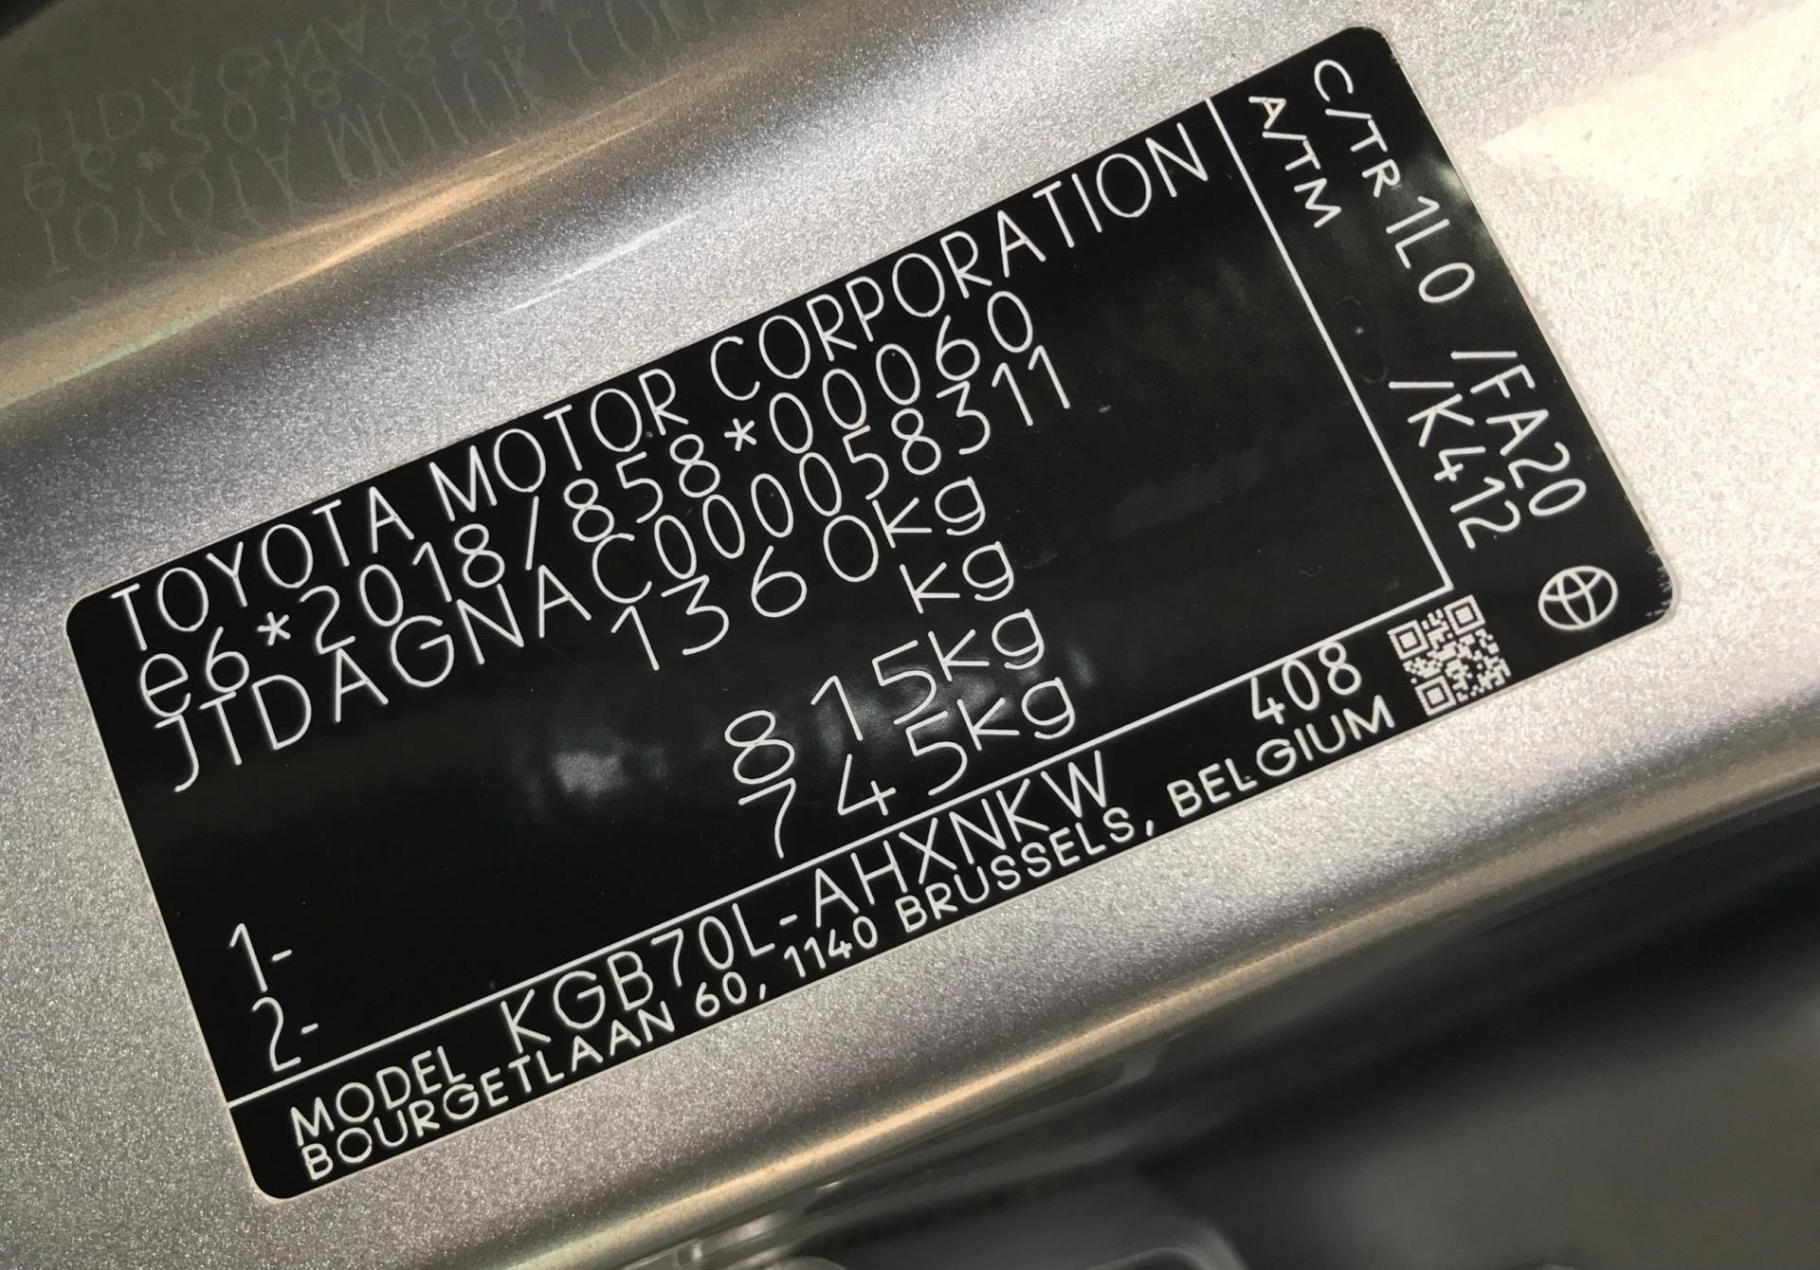 TOYOTA MOTOR CORPORATION
e6*2018/858*00060
JTDAGNAC000058311
1360kg
kg
1- 815kg
2- 745kg
MODEL KGB70L-AHXNKW 408
BOURGETLAAN 60, 1140 BRUSSELS, BELGIUM
C/TR 1L0 /FA20
A/TM /K412